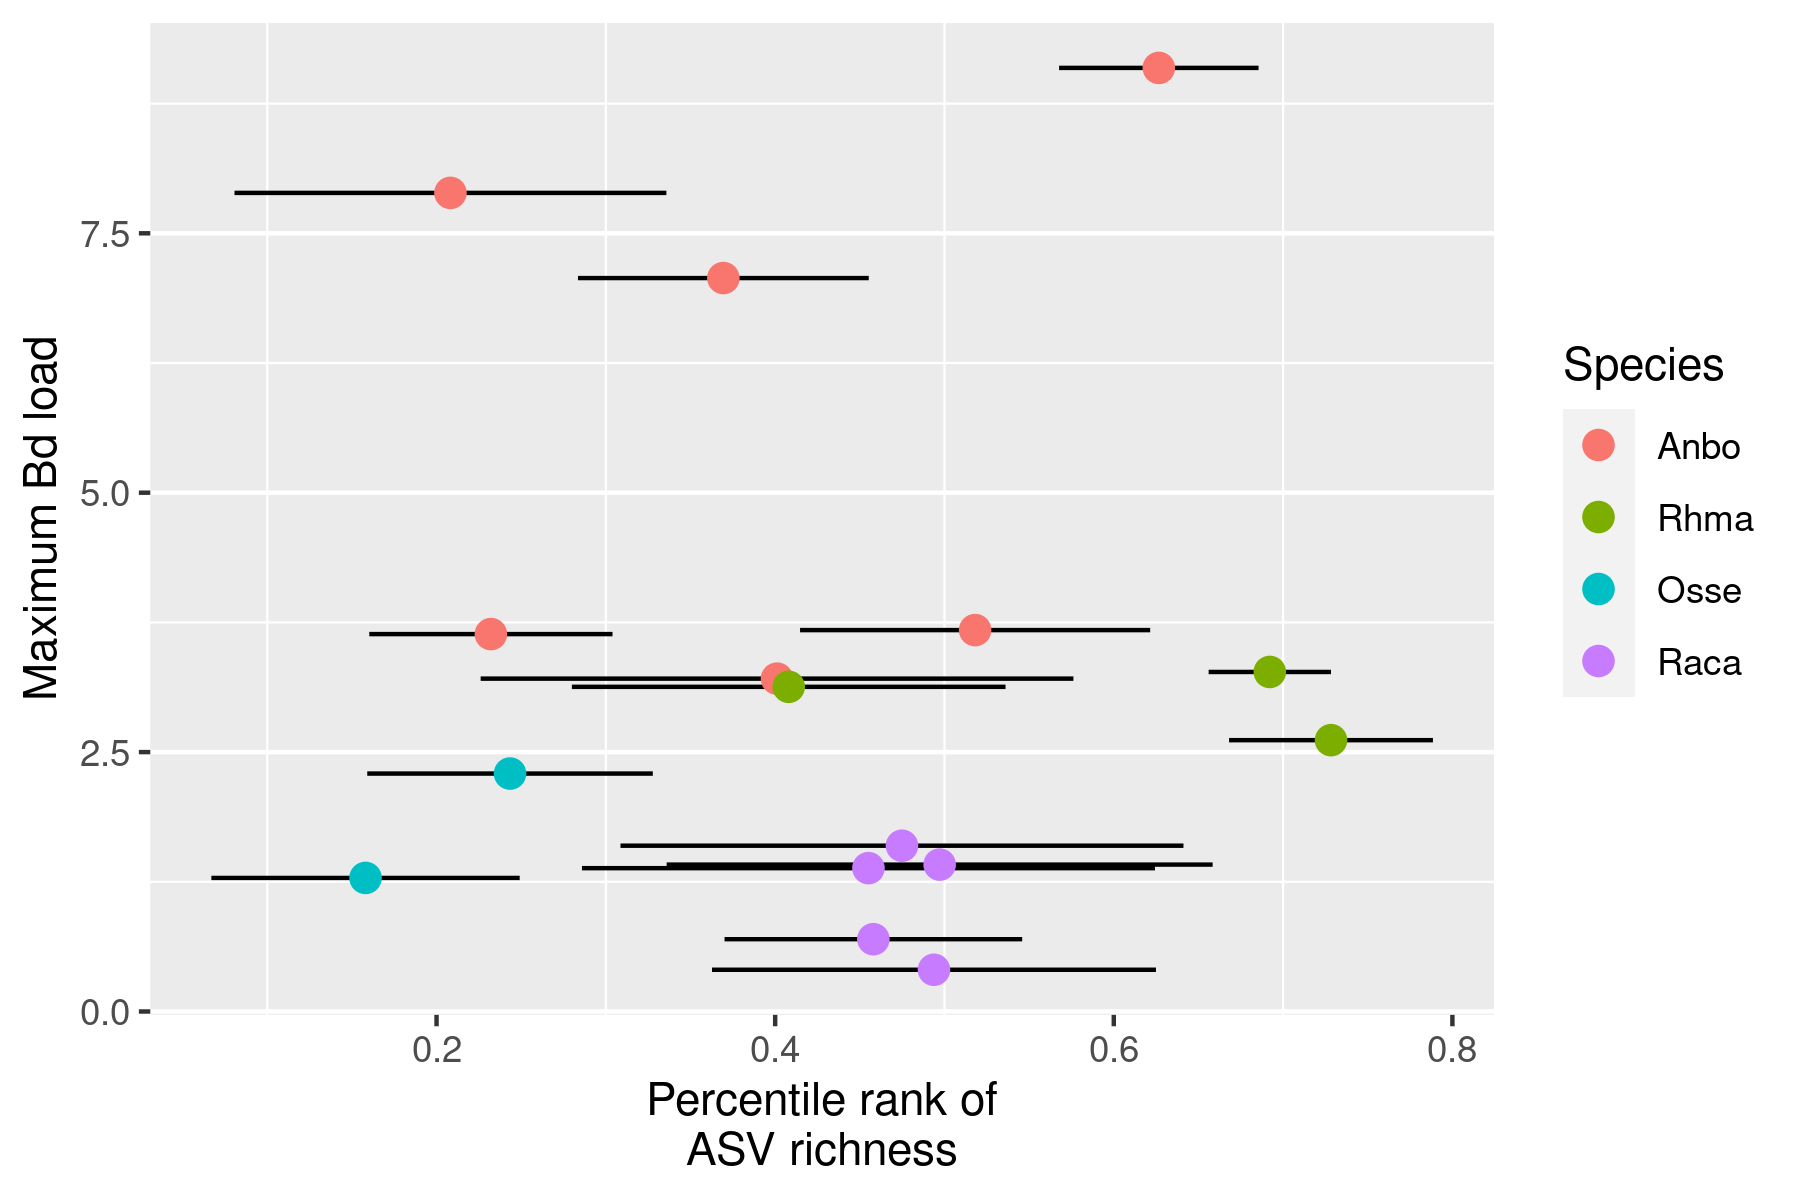 Maximum Bd load
7.5
5.0
2.5
0.0
0.2
0.4
0.6
0.8
Percentile rank of
ASV richness
Species
Anbo
Rhma
Osse
Raca